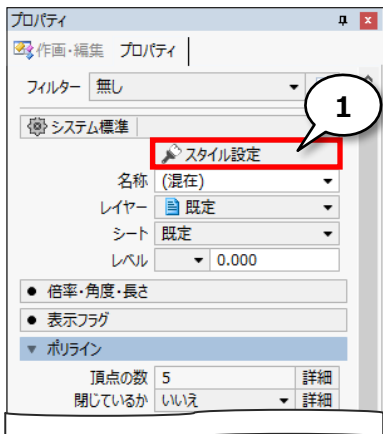 プロパティ
作画・編集 プロパティ
フィルター 無し
1
システム標準
スタイル設定
名称 (混在)
レイヤー 既定
シート 既定
レベル 0.000
● 倍率・角度・長さ
● 表示フラグ
▼ ポリライン
頂点の数 5 詳細
閉じているか いいえ 詳細